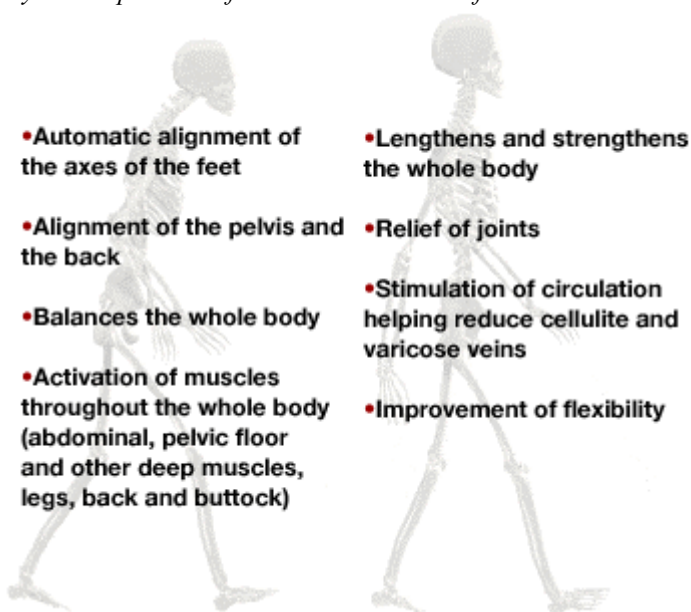 •Automatic alignment of
the axes of the feet
•Alignment of the pelvis and
the back
•Balances the whole body
•Activation of muscles
throughout the whole body
(abdominal, pelvic floor
and other deep muscles,
legs, back and buttock)
•Lengthens and strengthens
the whole body
•Relief of joints
•Stimulation of circulation
helping reduce cellulite and
varicose veins
•Improvement of flexibility